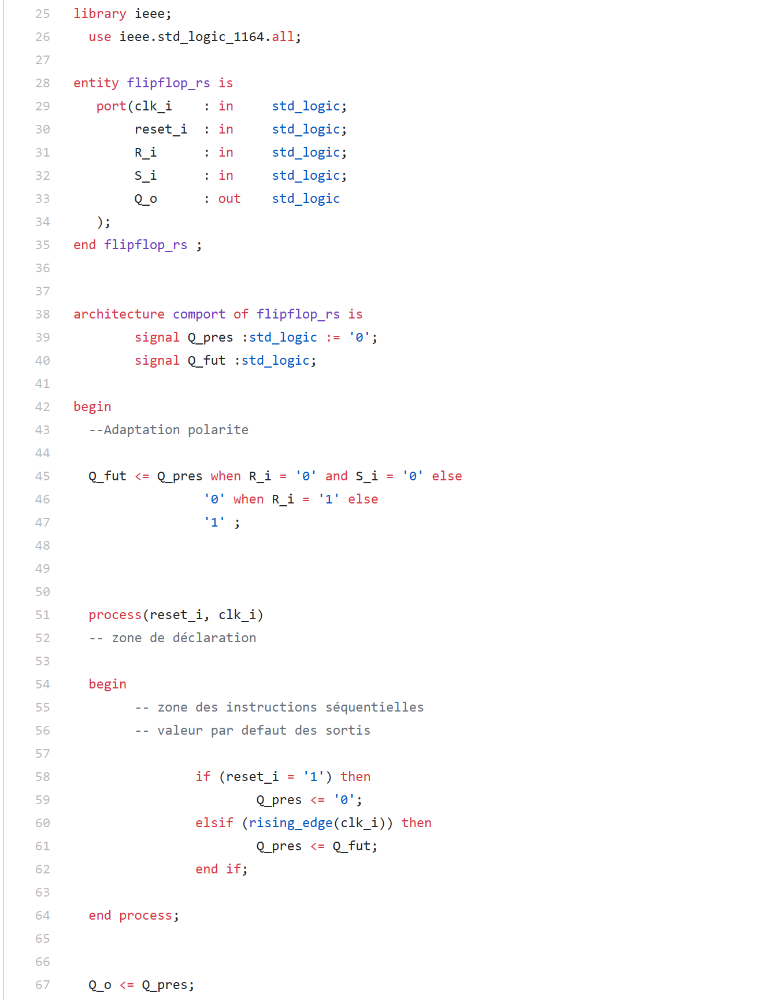 25 library ieee;
26 use ieee.std_logic_1164.all;
27
28 entity flipflop_rs is
29 port(clk_i : in std_logic;
30 reset_i : in std_logic;
31 R_i : in std_logic;
32 S_i : in std_logic;
33 Q_o : out std_logic
34 );
35 end flipflop_rs ;
36
37
38 architecture comport of flipflop_rs is
39 signal Q_pres :std_logic := '0';
40 signal Q_fut :std_logic;
41
42 begin
43 --Adaptation polarite
44
45 Q_fut <= Q_pres when R_i = '0' and S_i = '0' else
46 '0' when R_i = '1' else
47 '1' ;
48
49
50
51 process(reset_i, clk_i)
52 -- zone de déclaration
53
54 begin
55 -- zone des instructions séquentielles
56 -- valeur par defaut des sortis
57
58 if (reset_i = '1') then
59 Q_pres <= '0';
60 elsif (rising_edge(clk_i)) then
61 Q_pres <= Q_fut;
62 end if;
63
64 end process;
65
66
67 Q_o <= Q_pres;